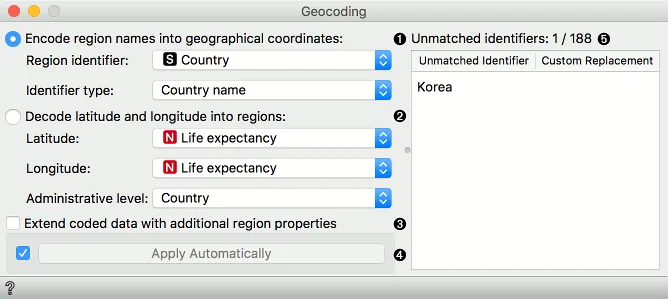 Geocoding
Encode region names into geographical coordinates: ❶
Region identifier: S Country
Identifier type: Country name
Decode latitude and longitude into regions: ❷
Latitude: N Life expectancy
Longitude: N Life expectancy
Administrative level: Country
Extend coded data with additional region properties ❸
Apply Automatically ❹
?
Unmatched identifiers: 1 / 188 ❺
Unmatched Identifier Custom Replacement
Korea